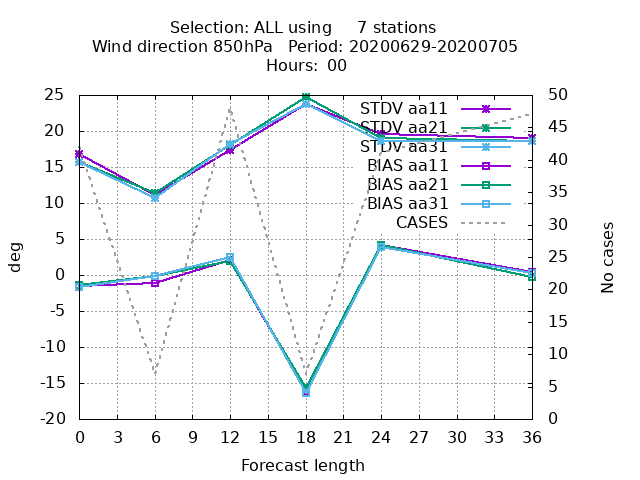 Selection: ALL using     7 stations
Wind direction 850hPa   Period: 20200629-20200705
Hours: 00
STDV aa11
STDV aa21
STDV aa31
BIAS aa11
BIAS aa21
BIAS aa31
CASES
25
20
15
10
5
0
-5
-10
-15
-20
deg
50
45
40
35
30
25
20
15
10
5
0
No cases
0 3 6 9 12 15 18 21 24 27 30 33 36
Forecast length